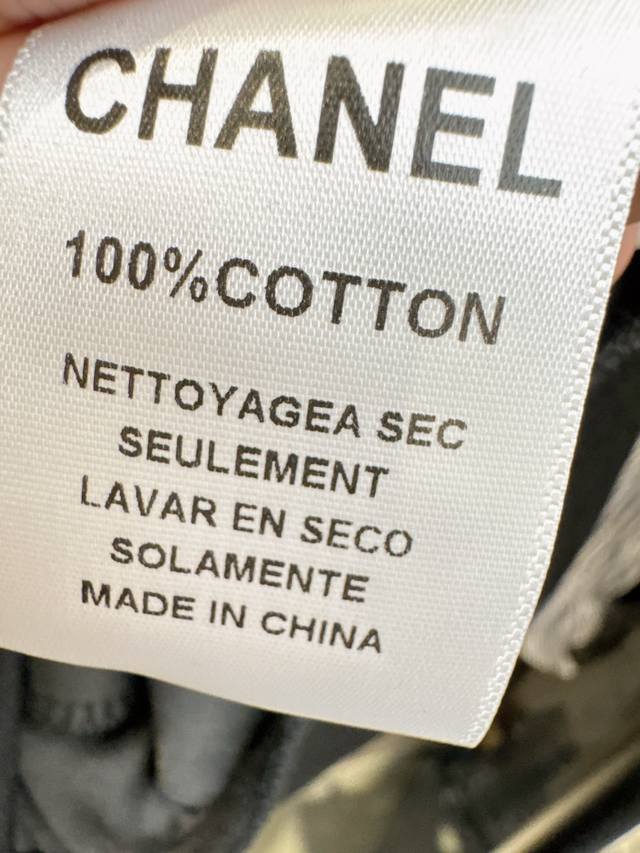 CHANEL
100%COTTON
NETTOYAGEA SEC
SEULEMENT
LAVAR EN SECO
SOLAMENTE
MADE IN CHINA